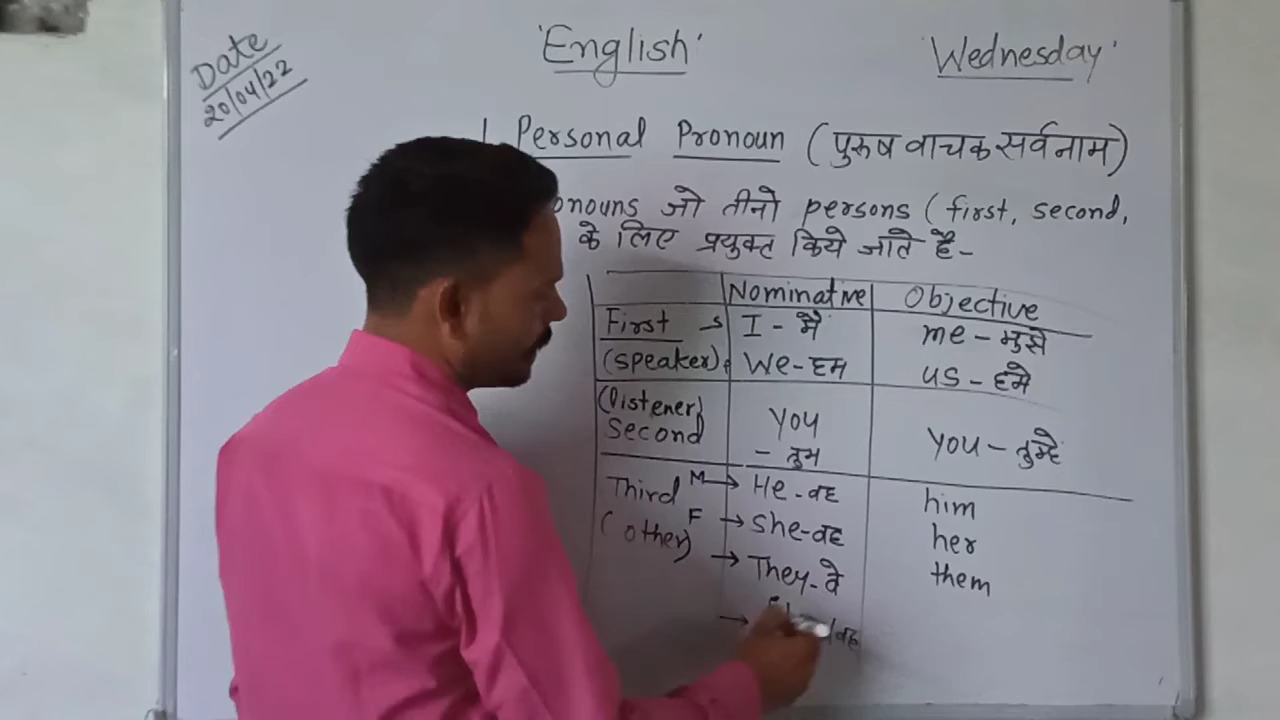 Date
20/04/22
'English'
'Wednesday'
1 Personal Pronoun (पुरुष वाचक सर्वनाम)
onouns जो तीनो persons (first, second,
के लिए प्रयुक्त किये जाते है-
Nominative Objective
First → S I - मै me - मुझे
(speaker) P We - हम us - हमे
(listener)
Second You - तुम You - तुम्हे
Third M → He - वह him
(other) F → She - वह her
→ They - वे them
→ /वह